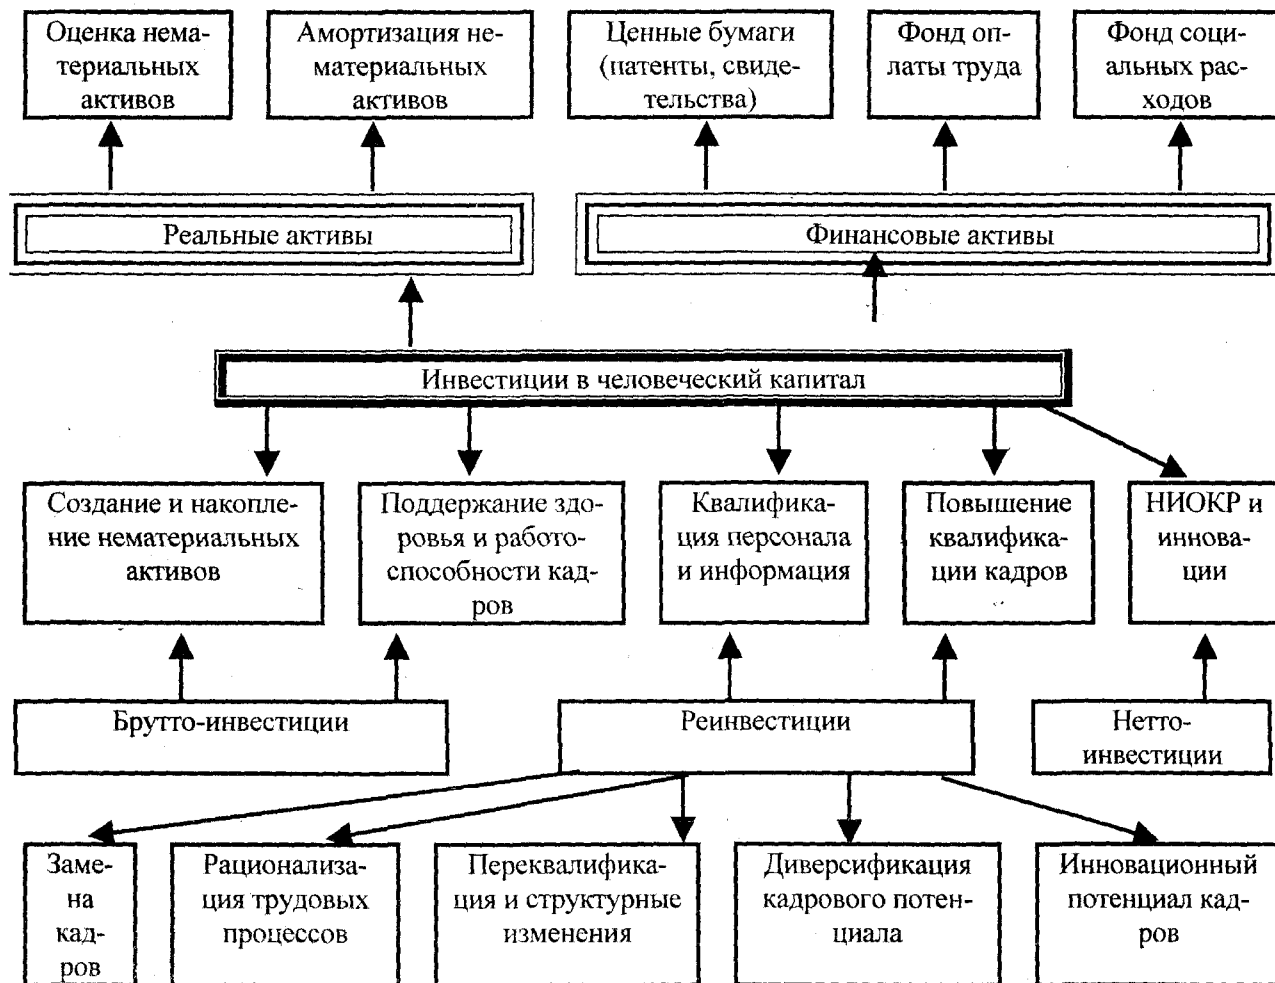 Оценка нема-
териальных
активов
Амортизация не-
материальных
активов
Ценные бумаги
(патенты, свиде-
тельства)
Фонд оп-
латы труда
Фонд соци-
альных рас-
ходов
Реальные активы
Финансовые активы
Инвестиции в человеческий капитал
Создание и накопле-
ние нематериальных
активов
Поддержание здо-
ровья и работо-
способности кад-
ров
Квалифика-
ция персонала
и информация
Повышение
квалифика-
ции кадров
НИОКР и
иннова-
ции
Брутто-инвестиции
Реинвестиции
Нетто-
инвестиции
Заме-
на
кад-
ров
Рационализа-
ция трудовых
процессов
Переквалифика-
ция и структурные
изменения
Диверсификация
кадрового потен-
циала
Инновационный
потенциал кад-
ров